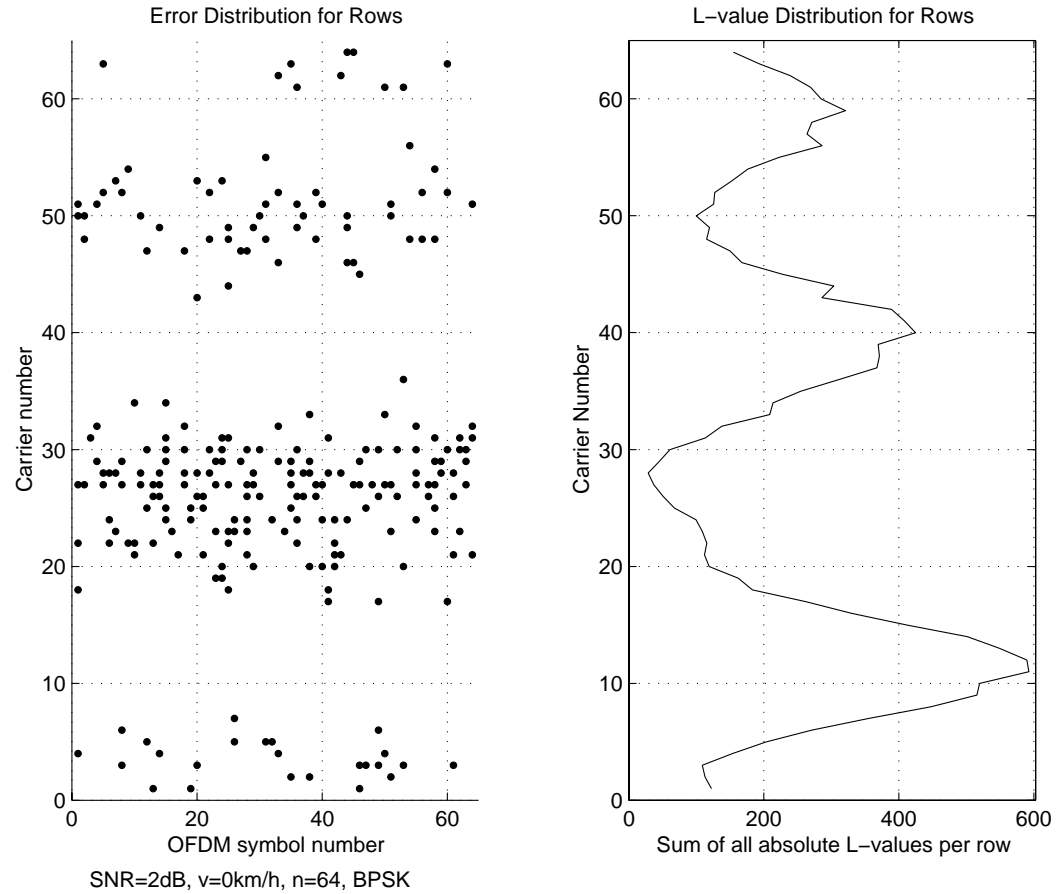 Error Distribution for Rows
60
50
40
30
20
10
0
Carrier number
0 20 40 60
OFDM symbol number
SNR=2dB, v=0km/h, n=64, BPSK
L−value Distribution for Rows
60
50
40
30
20
10
0
Carrier Number
0 200 400 600
Sum of all absolute L−values per row